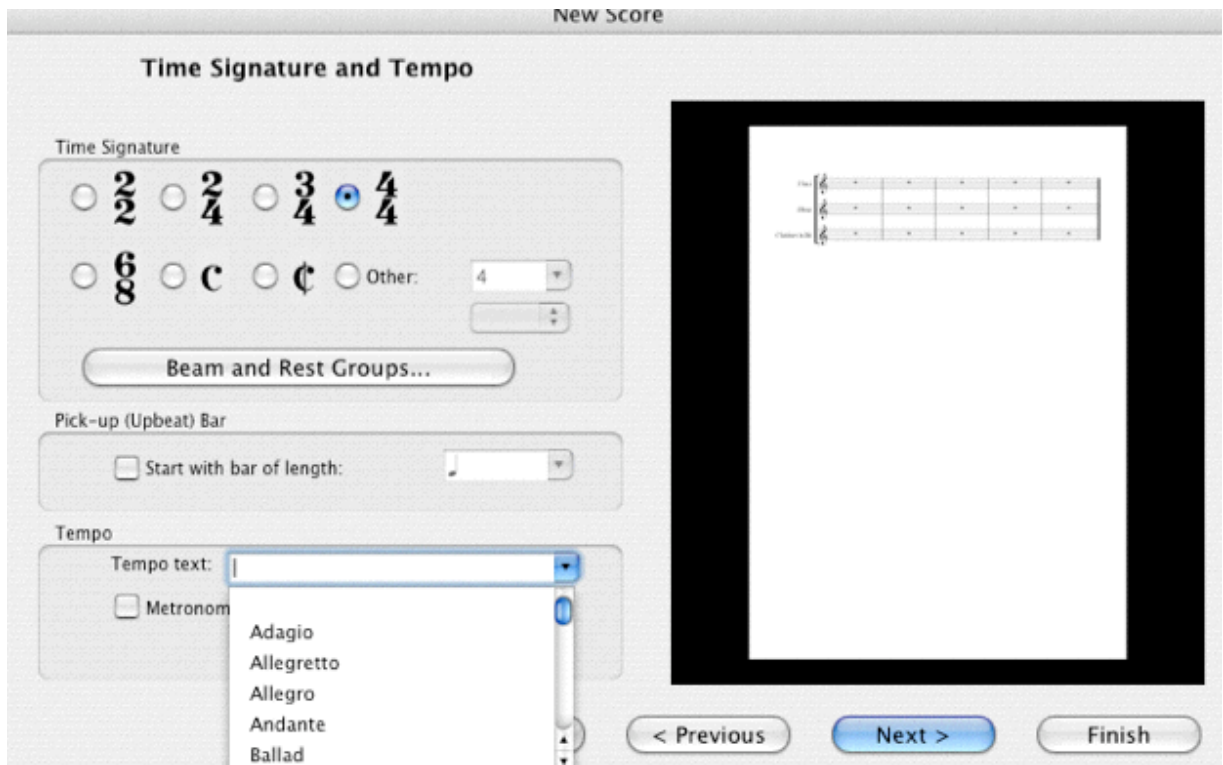 New Score
Time Signature and Tempo
Time Signature
2/2 2/4 3/4 4/4
6/8 C ¢ Other: 4
Beam and Rest Groups...
Pick-up (Upbeat) Bar
Start with bar of length:
Tempo
Tempo text:
Metronom
Adagio
Allegretto
Allegro
Andante
Ballad
< Previous Next > Finish